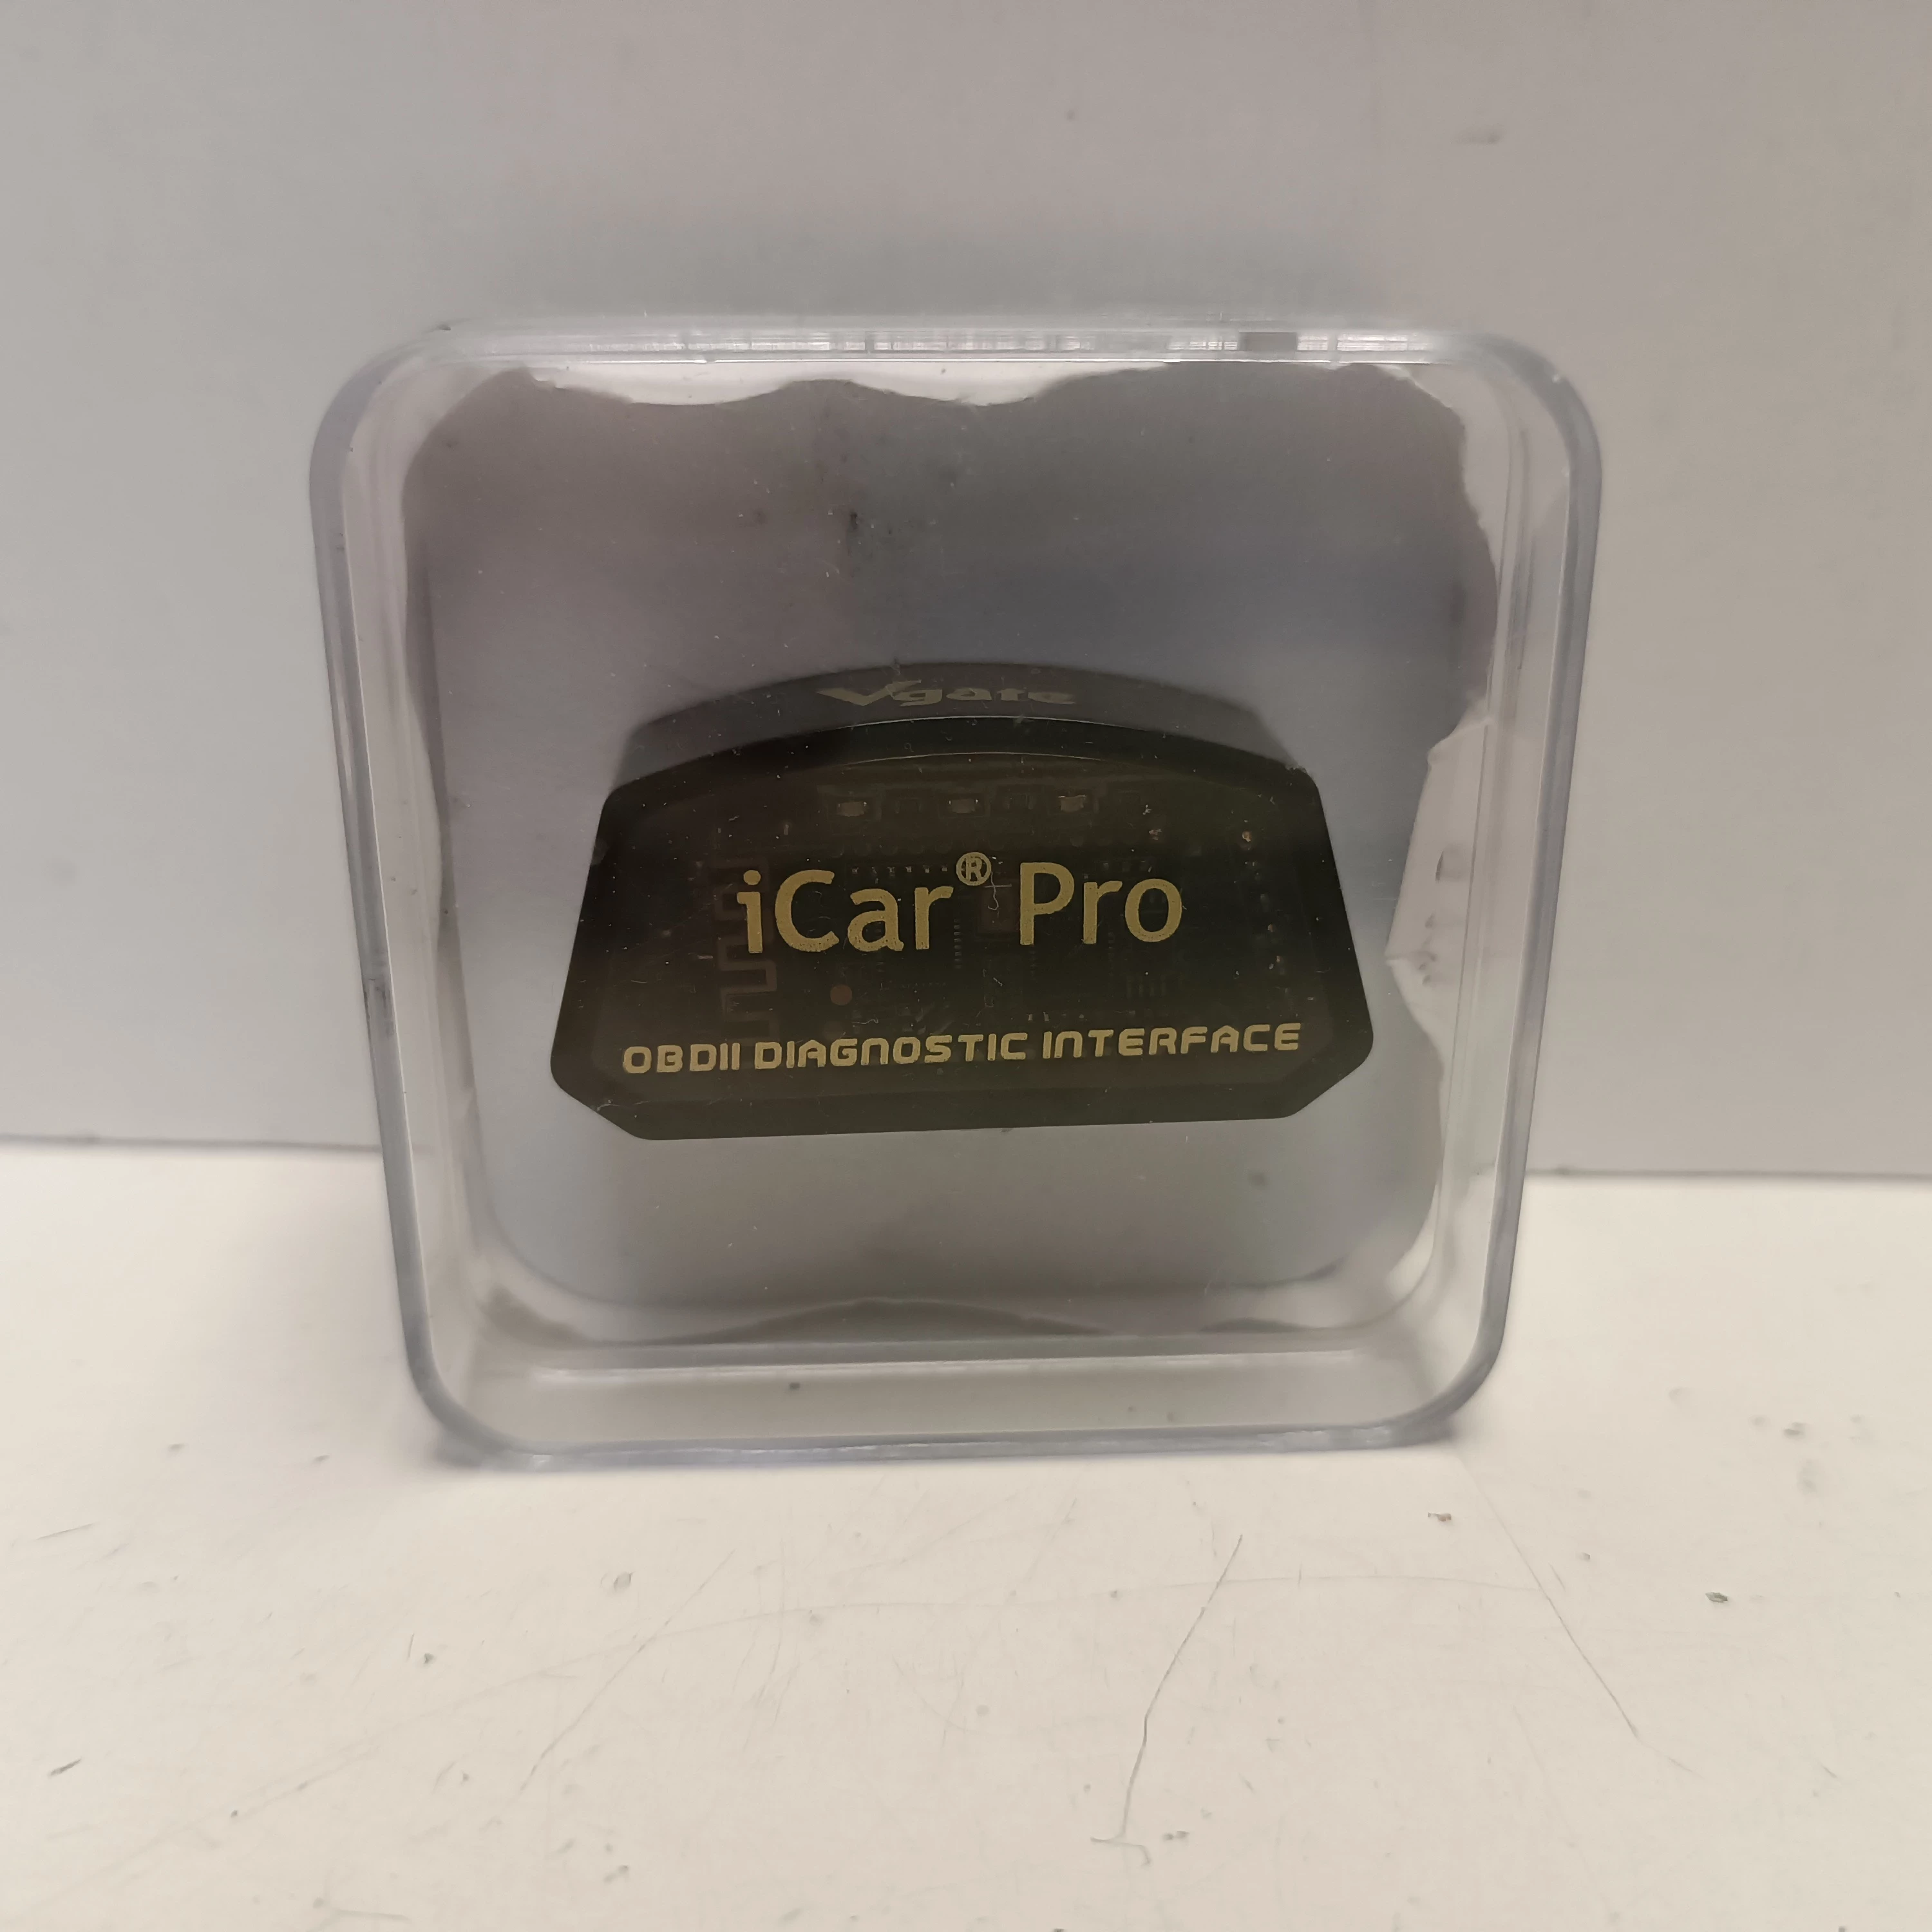 Vgate
iCar® Pro
OBDII DIAGNOSTIC INTERFACE